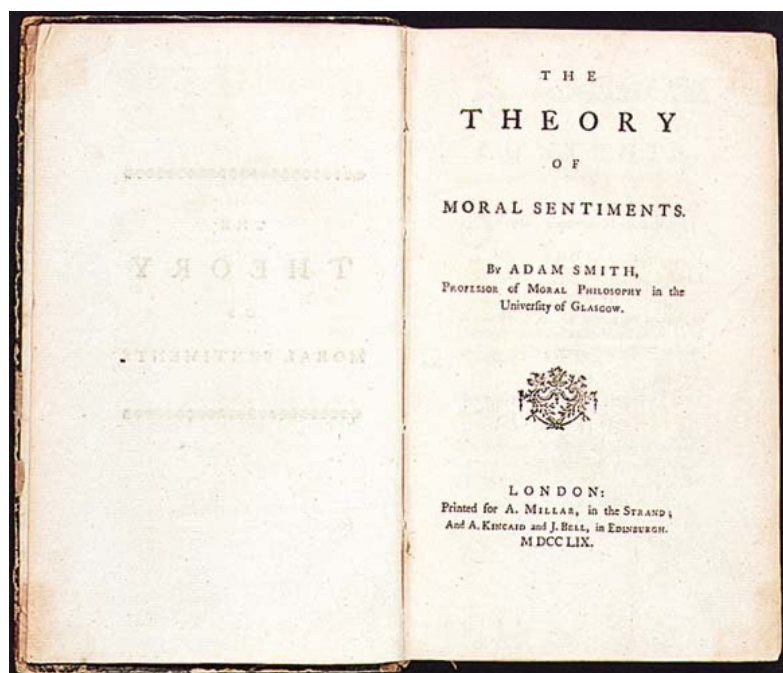 THE
THEORY
OF
MORAL SENTIMENTS.
By ADAM SMITH,
PROFESSOR of MORAL PHILOSOPHY in the
University of GLASGOW.
LONDON:
Printed for A. MILLAR, in the STRAND;
And A. KINCAID and J. BELL, in EDINBURGH.
M DCC LIX.